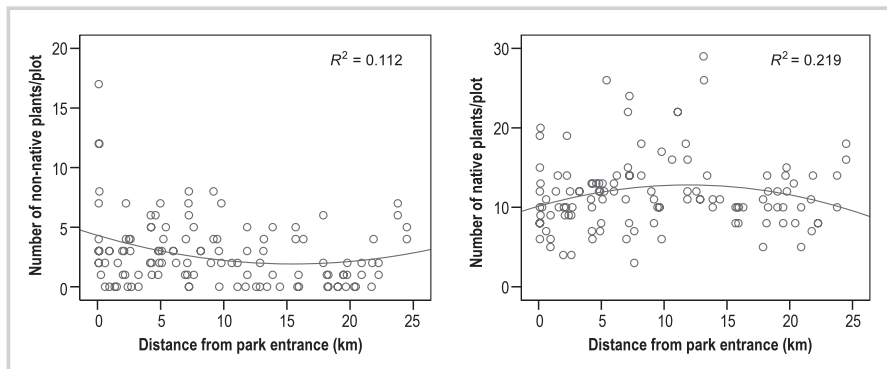 20
15
10
5
0
Number of non-native plants/plot
R² = 0.112
0 5 10 15 20 25
Distance from park entrance (km)
30
20
10
0
Number of native plants/plot
R² = 0.219
0 5 10 15 20 25
Distance from park entrance (km)